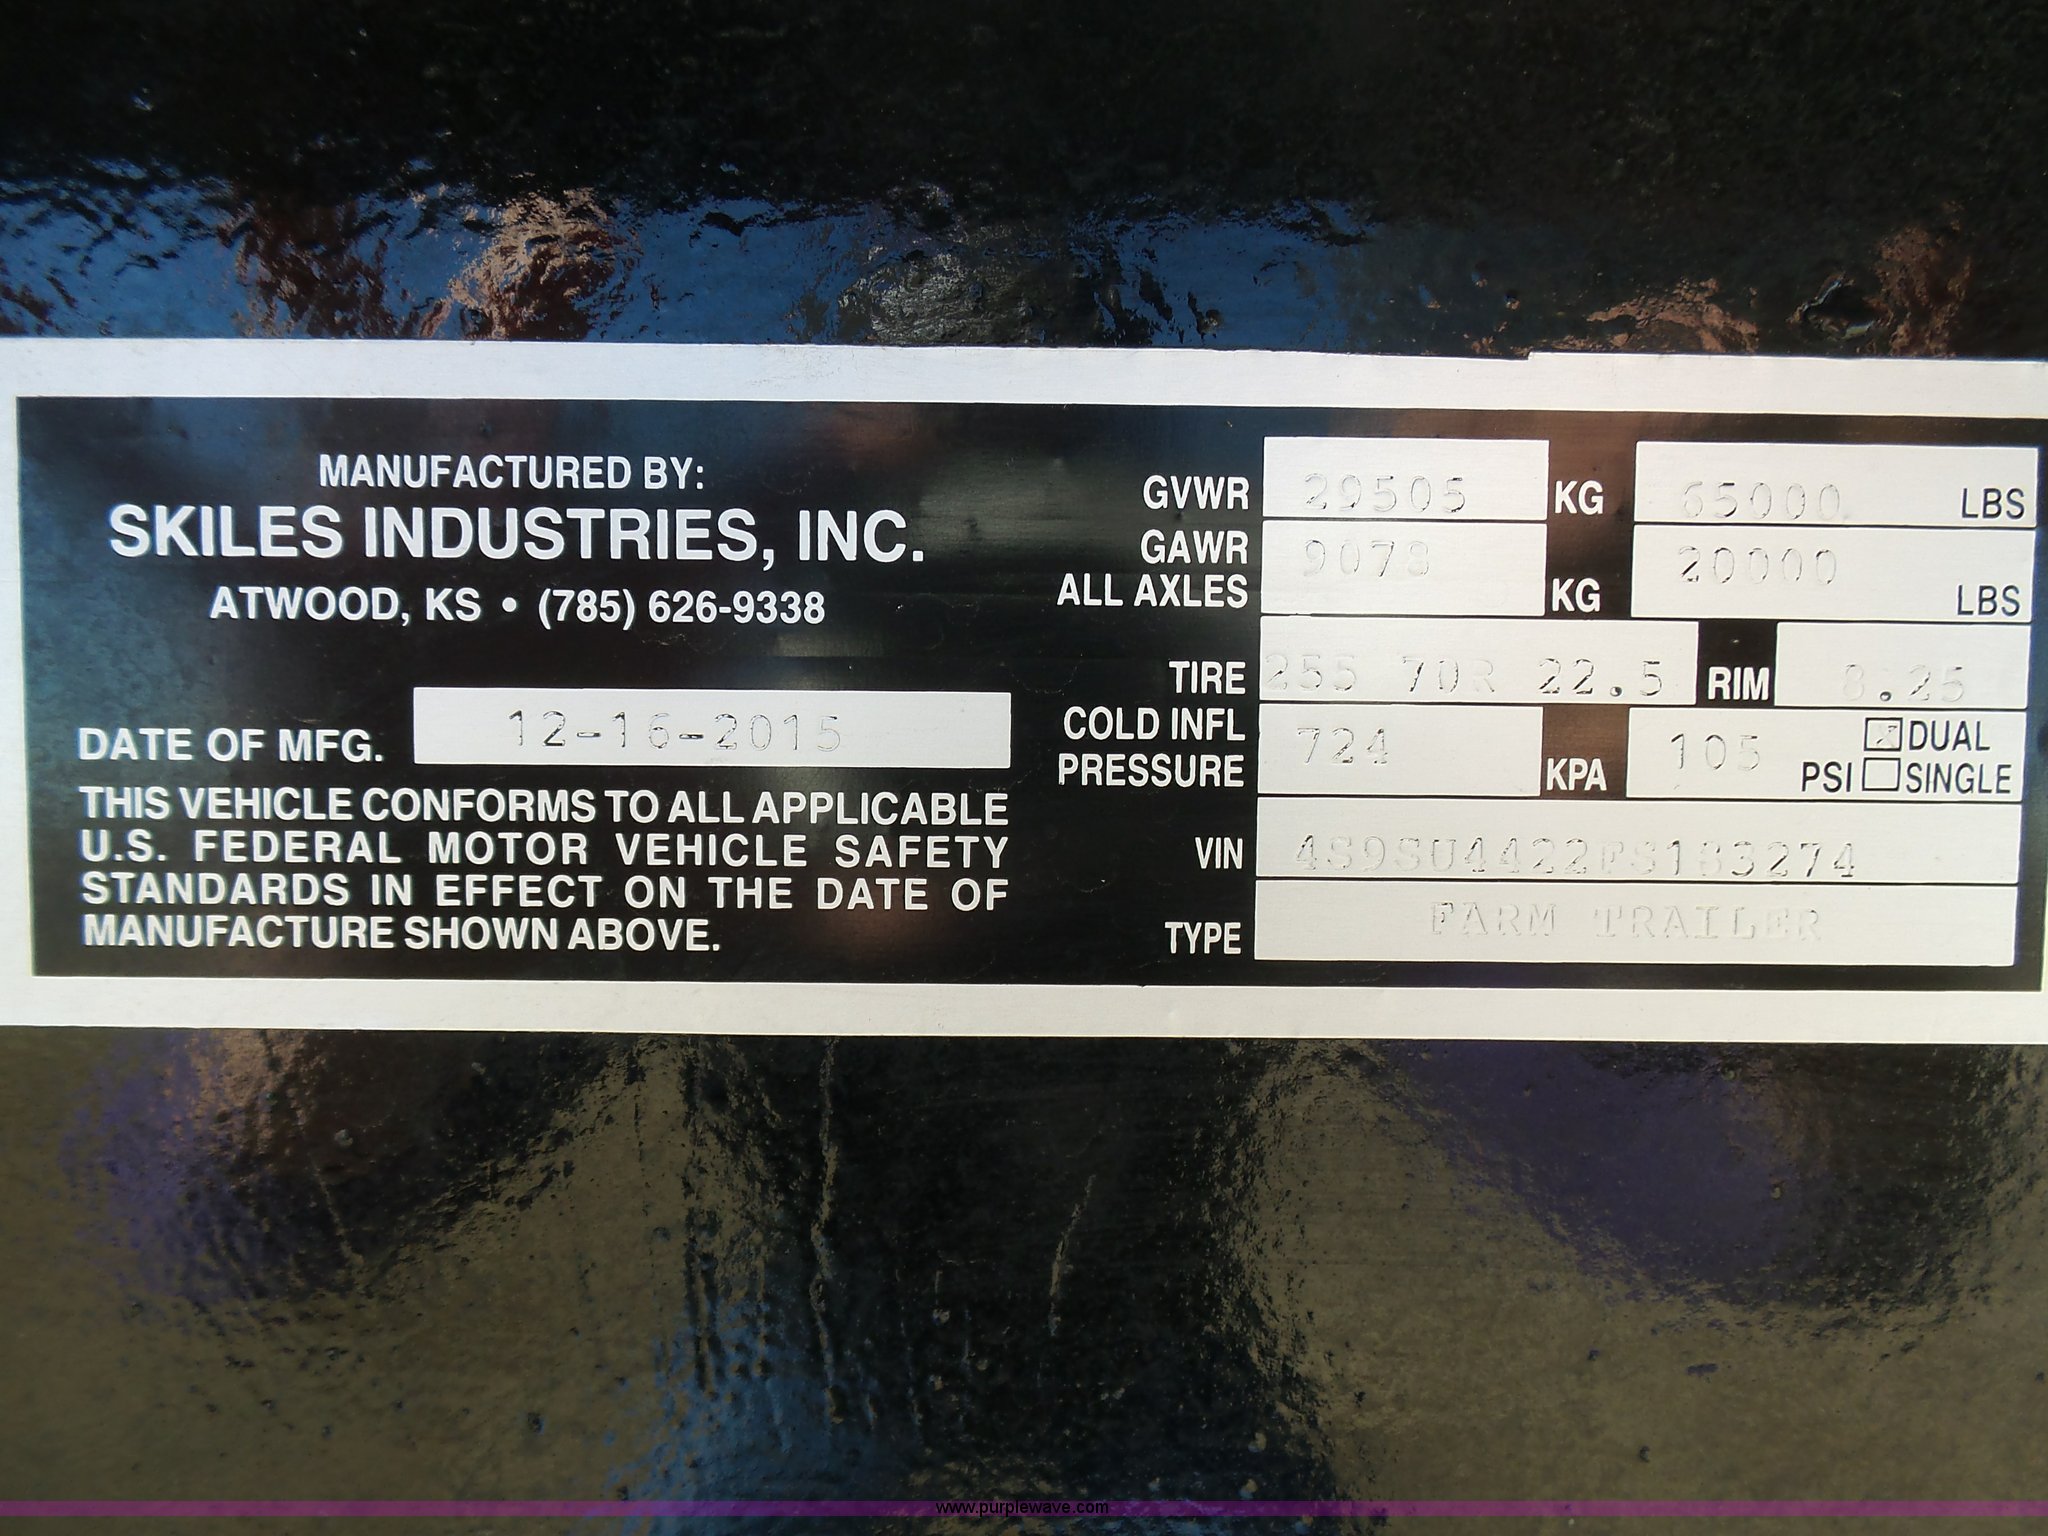 MANUFACTURED BY:
SKILES INDUSTRIES, INC.
ATWOOD, KS • (785) 626-9338
DATE OF MFG. 12-16-2015
THIS VEHICLE CONFORMS TO ALL APPLICABLE
U.S. FEDERAL MOTOR VEHICLE SAFETY
STANDARDS IN EFFECT ON THE DATE OF
MANUFACTURE SHOWN ABOVE.
GVWR 29505 KG 65000 LBS
GAWR
ALL AXLES 9078 KG 20000 LBS
TIRE 255 70R 22.5 RIM 8.25
COLD INFL
PRESSURE 724 KPA 105 PSI
DUAL
SINGLE
VIN 4S9SU4422FS183274
TYPE FARM TRAILER
www.purplewave.com